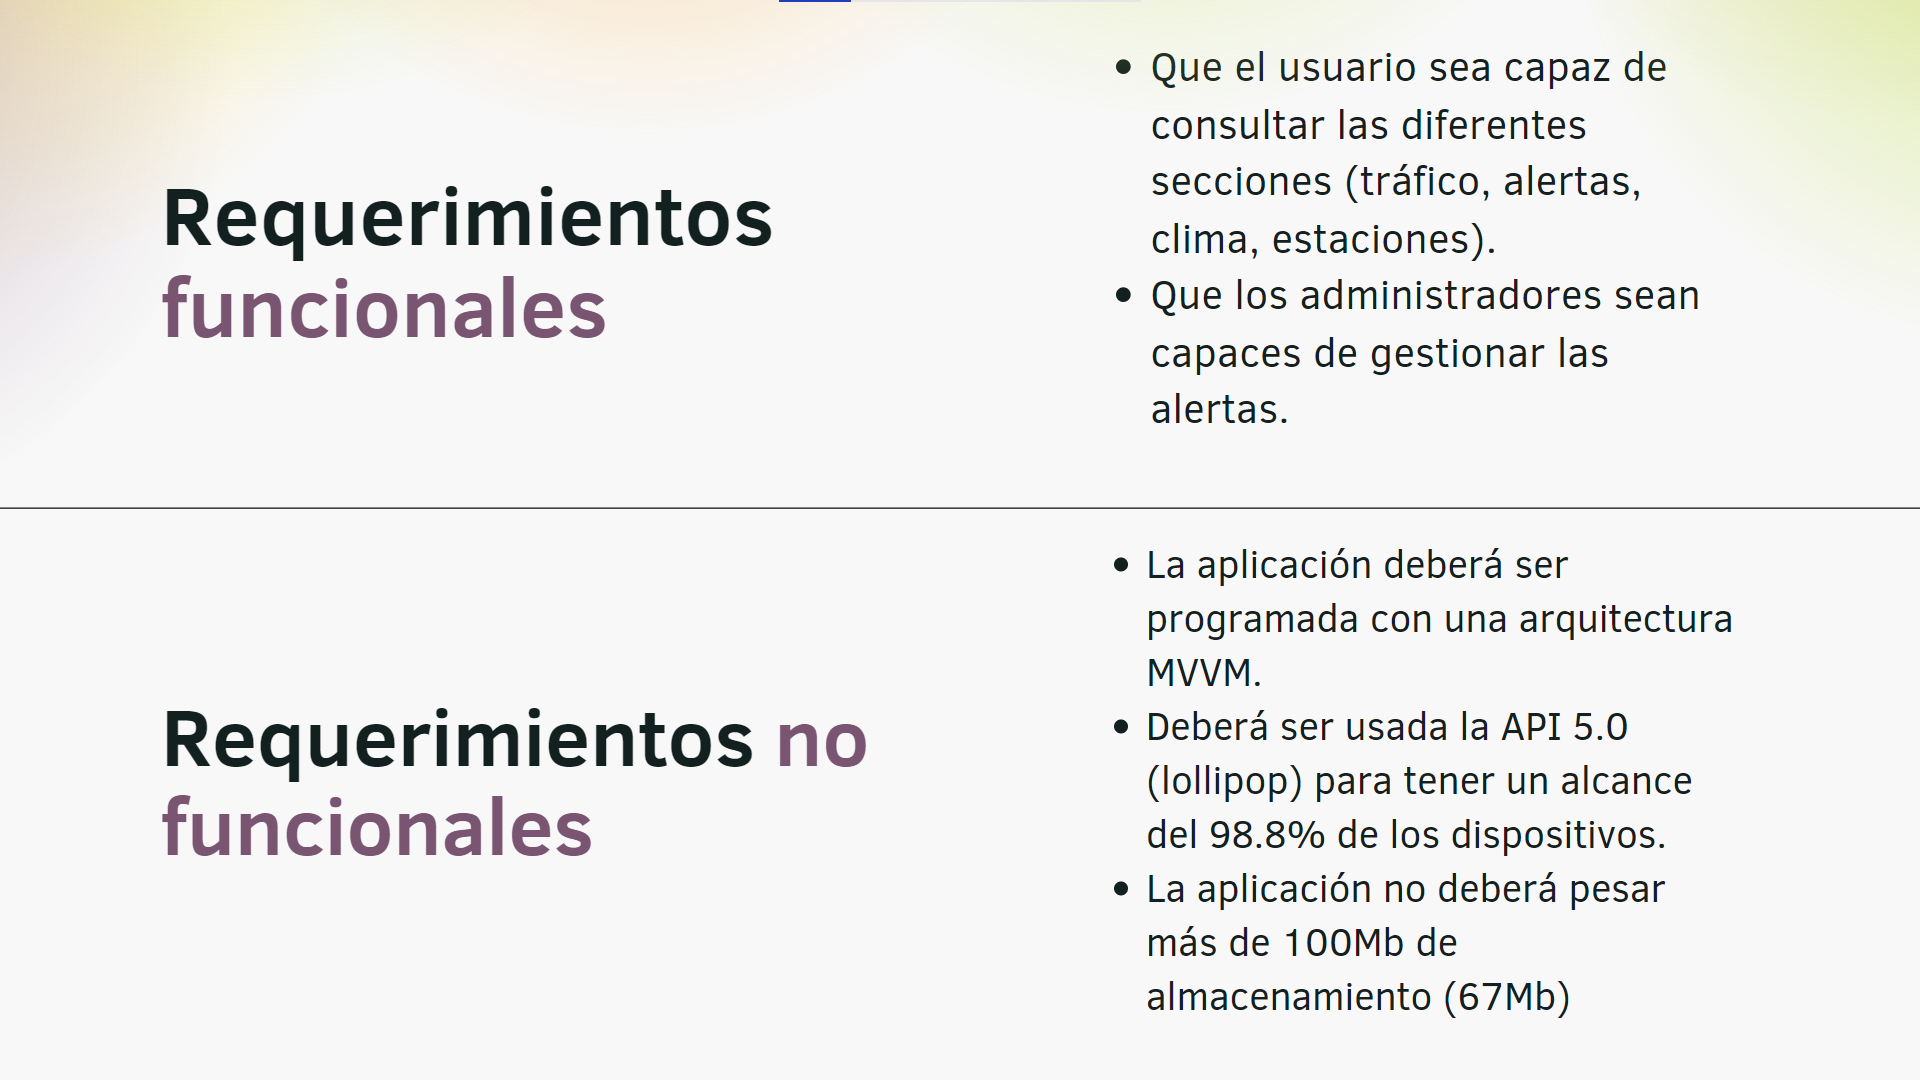 Requerimientos
funcionales
• Que el usuario sea capaz de
consultar las diferentes
secciones (tráfico, alertas,
clima, estaciones).
• Que los administradores sean
capaces de gestionar las
alertas.
Requerimientos no
funcionales
• La aplicación deberá ser
programada con una arquitectura
MVVM.
• Deberá ser usada la API 5.0
(lollipop) para tener un alcance
del 98.8% de los dispositivos.
• La aplicación no deberá pesar
más de 100Mb de
almacenamiento (67Mb)